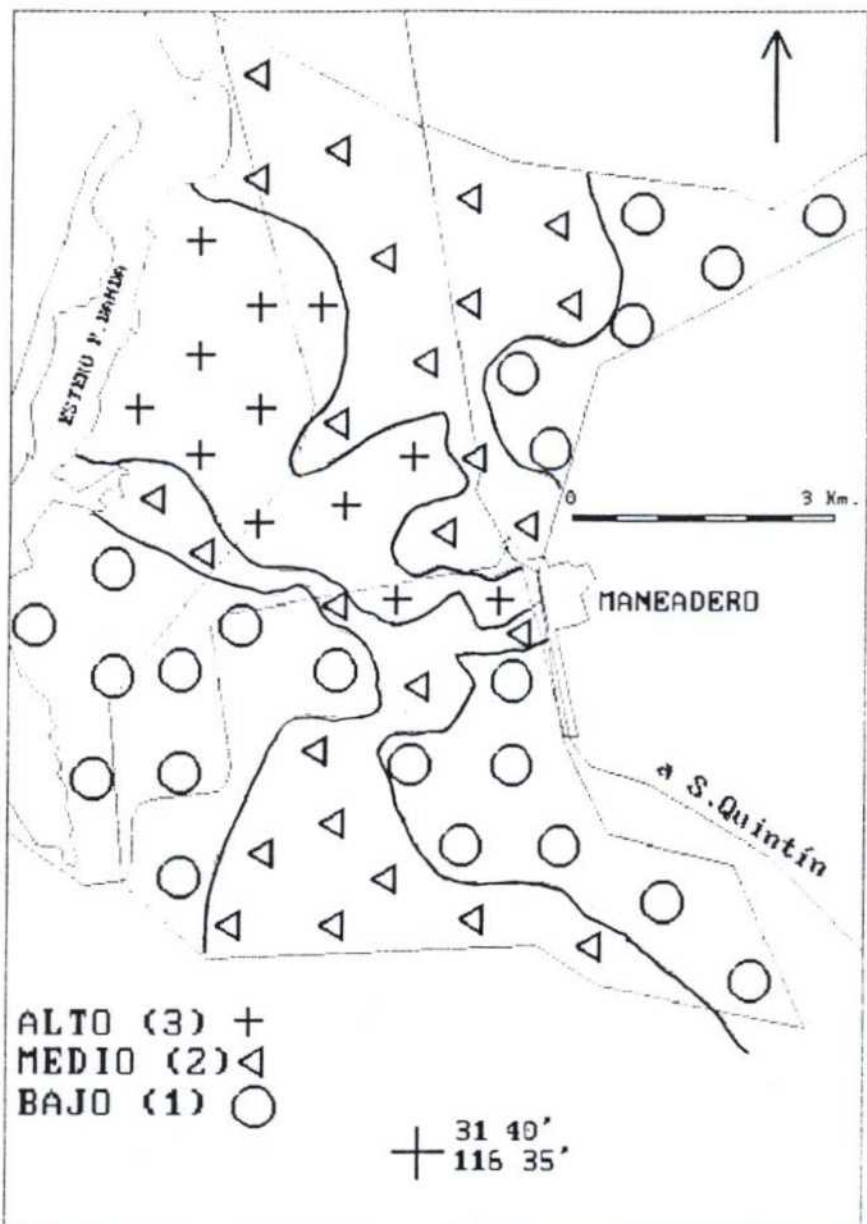 ESTERO P. BANDA
0 3 Km.
MANEADERO
a S.Quintín
ALTO (3)
MEDIO (2)
BAJO (1)
31 40'
116 35'